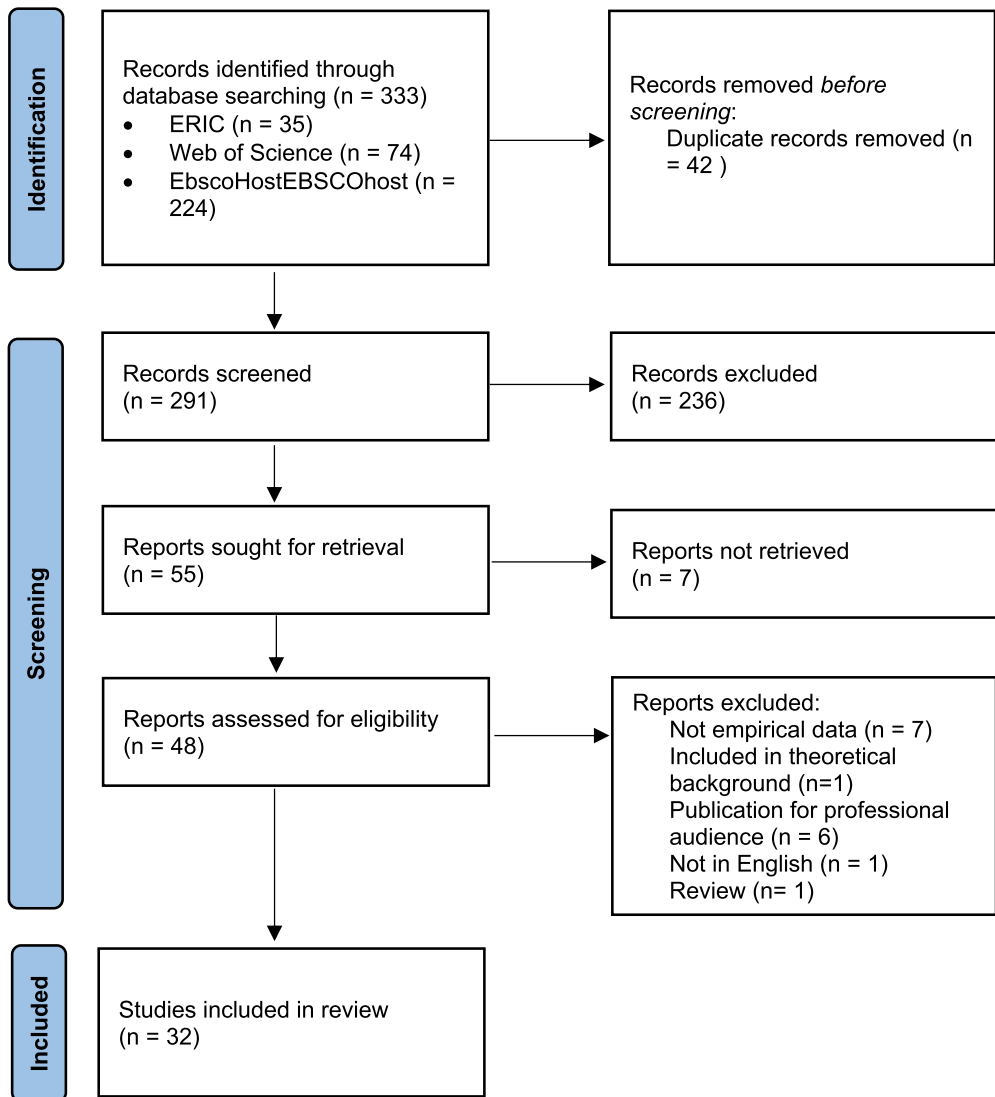 Identification
Records identified through
database searching (n = 333)
• ERIC (n = 35)
• Web of Science (n = 74)
• EbscoHostEBSCOhost (n =
224)
Records removed before
screening:
Duplicate records removed (n
= 42 )
Screening
Records screened
(n = 291)
Records excluded
(n = 236)
Reports sought for retrieval
(n = 55)
Reports not retrieved
(n = 7)
Reports assessed for eligibility
(n = 48)
Reports excluded:
Not empirical data (n = 7)
Included in theoretical
background (n=1)
Publication for professional
audience (n = 6)
Not in English (n = 1)
Review (n= 1)
Included
Studies included in review
(n = 32)